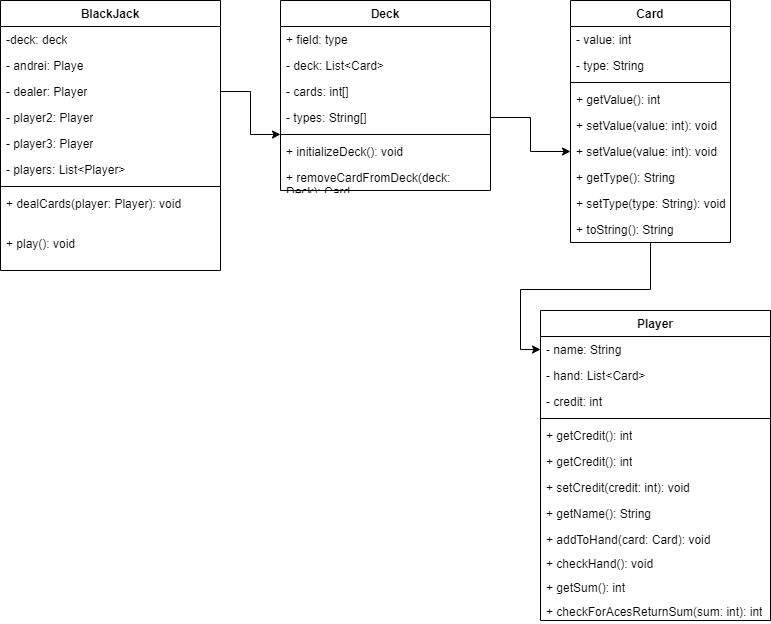 BlackJack
-deck: deck
- andrei: Playe
- dealer: Player
- player2: Player
- player3: Player
- players: List<Player>
+ dealCards(player: Player): void
+ play(): void
Deck
+ field: type
- deck: List<Card>
- cards: int[]
- types: String[]
+ initializeDeck(): void
+ removeCardFromDeck(deck:
Deck): Card
Card
- value: int
- type: String
+ getValue(): int
+ setValue(value: int): void
+ setValue(value: int): void
+ getType(): String
+ setType(type: String): void
+ toString(): String
Player
- name: String
- hand: List<Card>
- credit: int
+ getCredit(): int
+ getCredit(): int
+ setCredit(credit: int): void
+ getName(): String
+ addToHand(card: Card): void
+ checkHand(): void
+ getSum(): int
+ checkForAcesReturnSum(sum: int): int